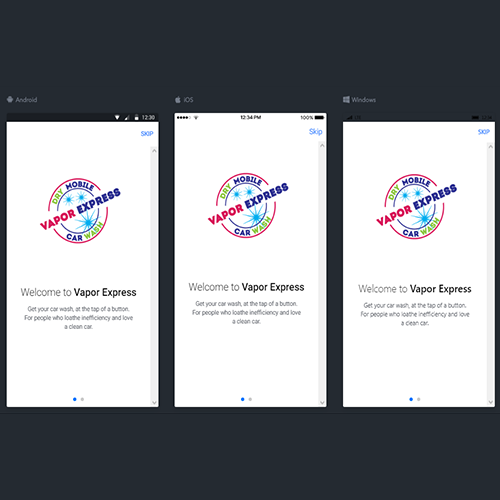 Android
12:30
SKIP
DRY MOBILE
VAPOR EXPRESS
CAR WASH
Welcome to Vapor Express
Get your car wash, at the tap of a button.
For people who loathe inefficiency and love
a clean car.
iOS
12:34 PM
100%
Skip
DRY MOBILE
VAPOR EXPRESS
CAR WASH
Welcome to Vapor Express
Get your car wash, at the tap of a button.
For people who loathe inefficiency and love
a clean car.
Windows
SKIP
DRY MOBILE
VAPOR EXPRESS
CAR WASH
Welcome to Vapor Express
Get your car wash, at the tap of a button.
For people who loathe inefficiency and love
a clean car.